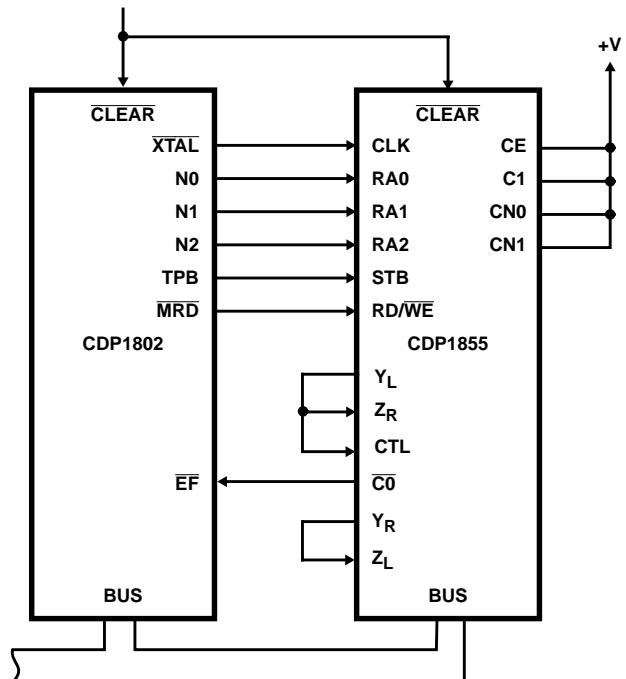 +V
CLEAR
XTAL
N0
N1
N2
TPB
MRD
CDP1802
EF
BUS
CLEAR
CLK
RA0
RA1
RA2
STB
RD/WE
CE
C1
CN0
CN1
CDP1855
YL
ZR
CTL
C0
YR
ZL
BUS